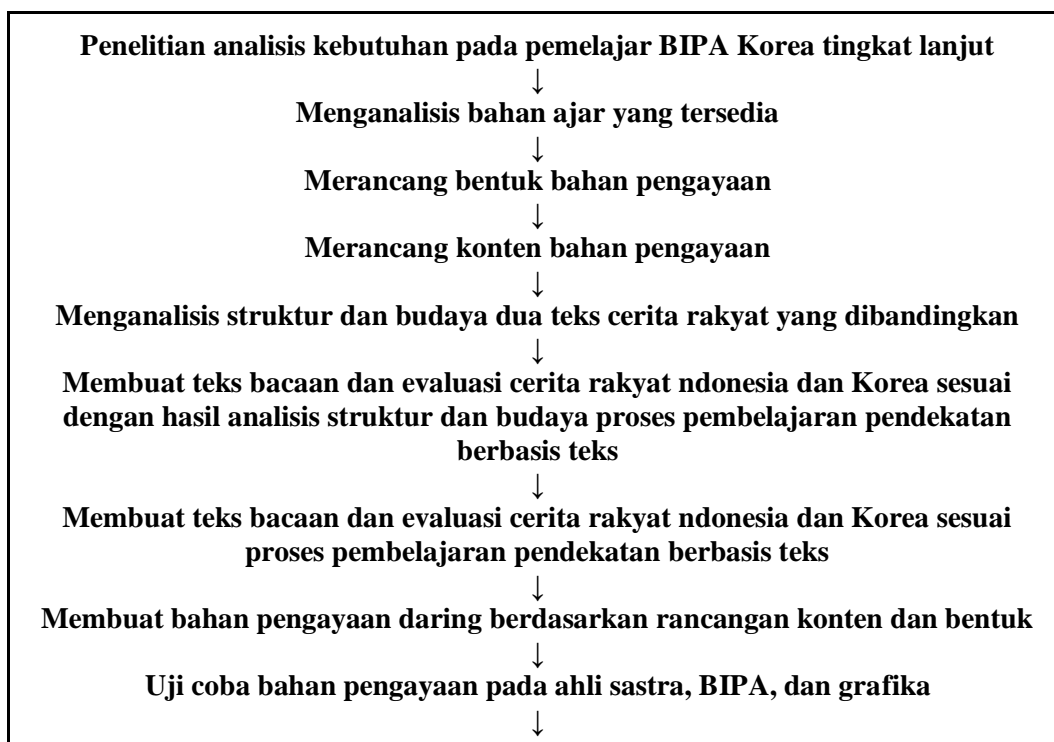 Penelitian analisis kebutuhan pada pemelajar BIPA Korea tingkat lanjut
↓
Menganalisis bahan ajar yang tersedia
↓
Merancang bentuk bahan pengayaan
↓
Merancang konten bahan pengayaan
↓
Menganalisis struktur dan budaya dua teks cerita rakyat yang dibandingkan
↓
Membuat teks bacaan dan evaluasi cerita rakyat ndonesia dan Korea sesuai
dengan hasil analisis struktur dan budaya proses pembelajaran pendekatan
berbasis teks
↓
Membuat teks bacaan dan evaluasi cerita rakyat ndonesia dan Korea sesuai
proses pembelajaran pendekatan berbasis teks
↓
Membuat bahan pengayaan daring berdasarkan rancangan konten dan bentuk
↓
Uji coba bahan pengayaan pada ahli sastra, BIPA, dan grafika
↓